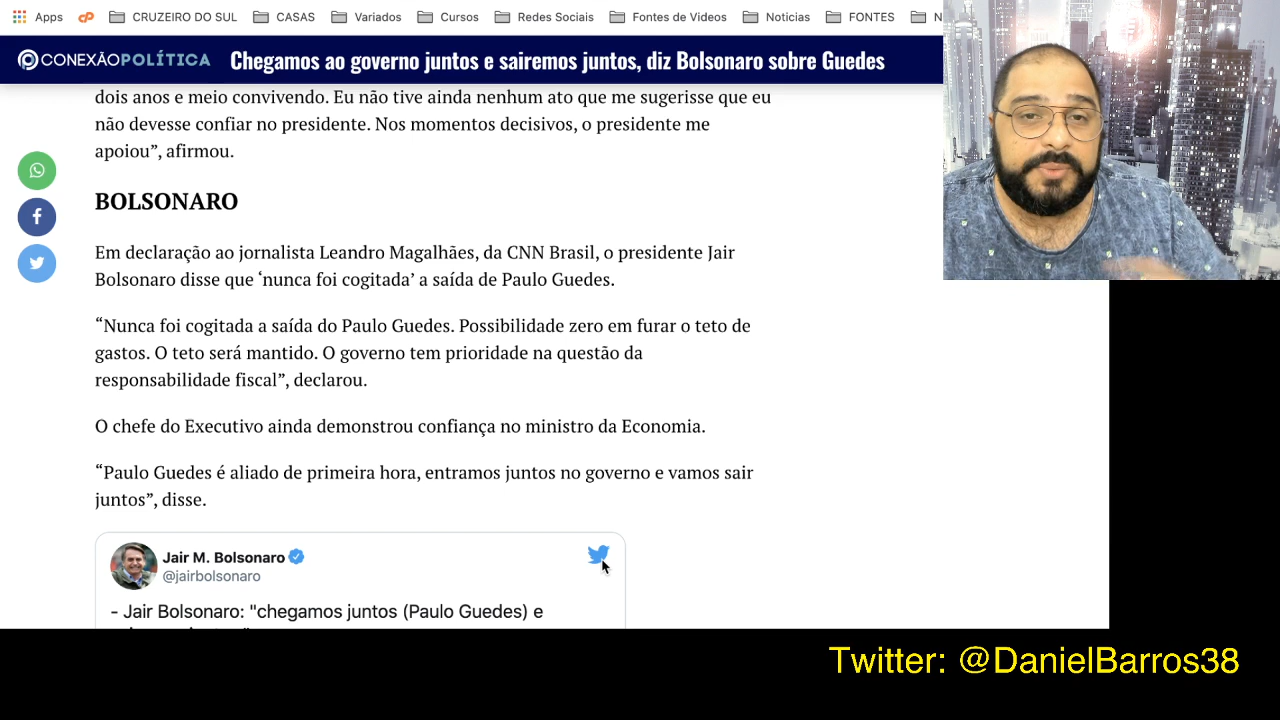 Apps CRUZEIRO DO SUL CASAS Variados Cursos Redes Sociais Fontes de Videos Noticias FONTES N
CONEXÃOPOLÍTICA Chegamos ao governo juntos e sairemos juntos, diz Bolsonaro sobre Guedes
dois anos e meio convivendo. Eu não tive ainda nenhum ato que me sugerisse que eu
não devesse confiar no presidente. Nos momentos decisivos, o presidente me
apoiou”, afirmou.
BOLSONARO
Em declaração ao jornalista Leandro Magalhães, da CNN Brasil, o presidente Jair
Bolsonaro disse que ‘nunca foi cogitada’ a saída de Paulo Guedes.
“Nunca foi cogitada a saída do Paulo Guedes. Possibilidade zero em furar o teto de
gastos. O teto será mantido. O governo tem prioridade na questão da
responsabilidade fiscal”, declarou.
O chefe do Executivo ainda demonstrou confiança no ministro da Economia.
“Paulo Guedes é aliado de primeira hora, entramos juntos no governo e vamos sair
juntos”, disse.
Jair M. Bolsonaro
@jairbolsonaro
- Jair Bolsonaro: "chegamos juntos (Paulo Guedes) e
Twitter: @DanielBarros38